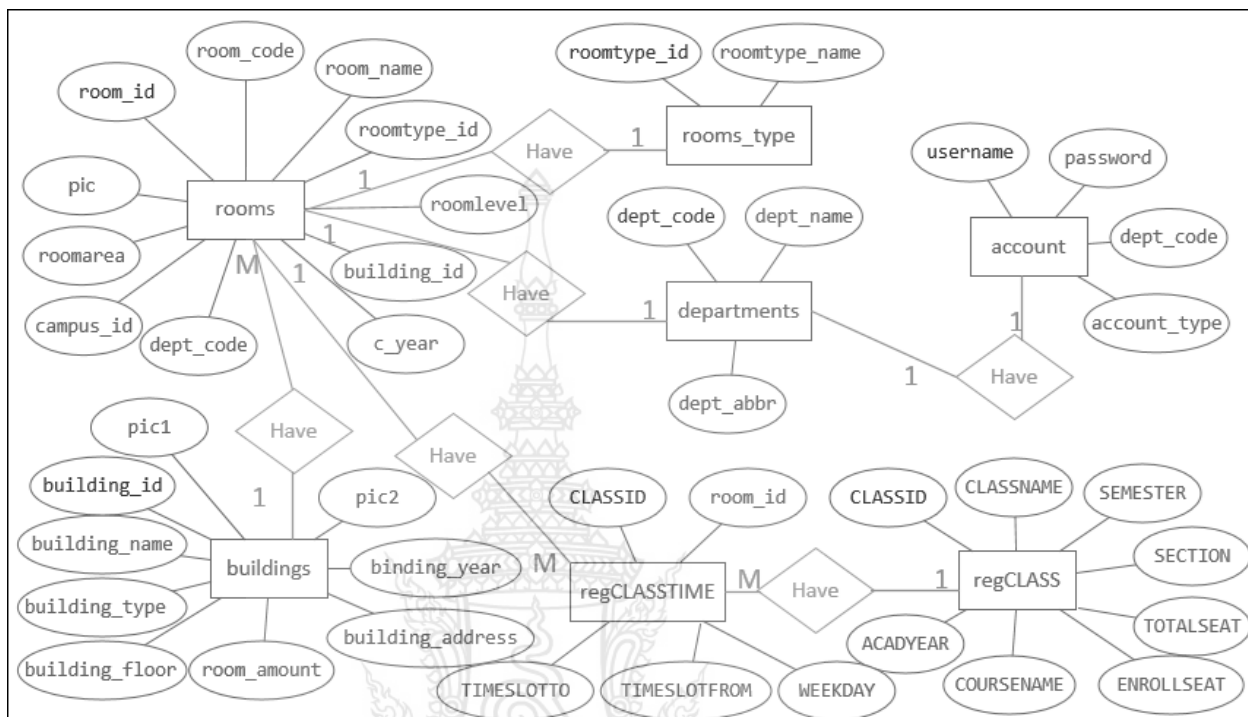 room_code
room_name
roomtype_id
roomtype_name
room_id
roomtype_id
Have
1
rooms_type
1
username
password
pic
rooms
roomlevel
dept_code
dept_name
account
dept_code
roomarea
1
building_id
M
1
Have
departments
account_type
campus_id
dept_code
c_year
1
1
1
Have
dept_abbr
pic1
Have
Have
building_id
pic2
CLASSID
room_id
CLASSID
CLASSNAME
SEMESTER
1
building_name
buildings
binding_year
M
regCLASSTIME
M
Have
1
regCLASS
SECTION
building_type
building_address
ACADYEAR
TOTALSEAT
building_floor
room_amount
TIMESLOTTO
TIMESLOTFROM
WEEKDAY
COURSENAME
ENROLLSEAT